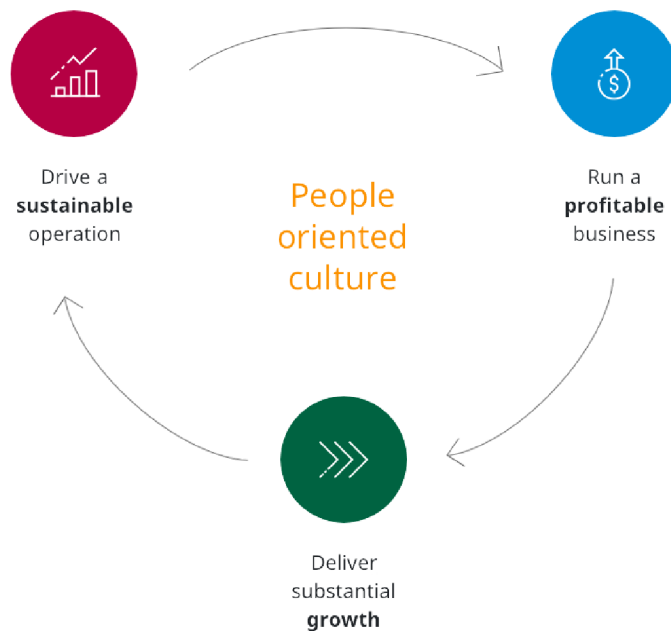 Drive a
sustainable
operation
People
oriented
culture
Run a
profitable
business
Deliver
substantial
growth